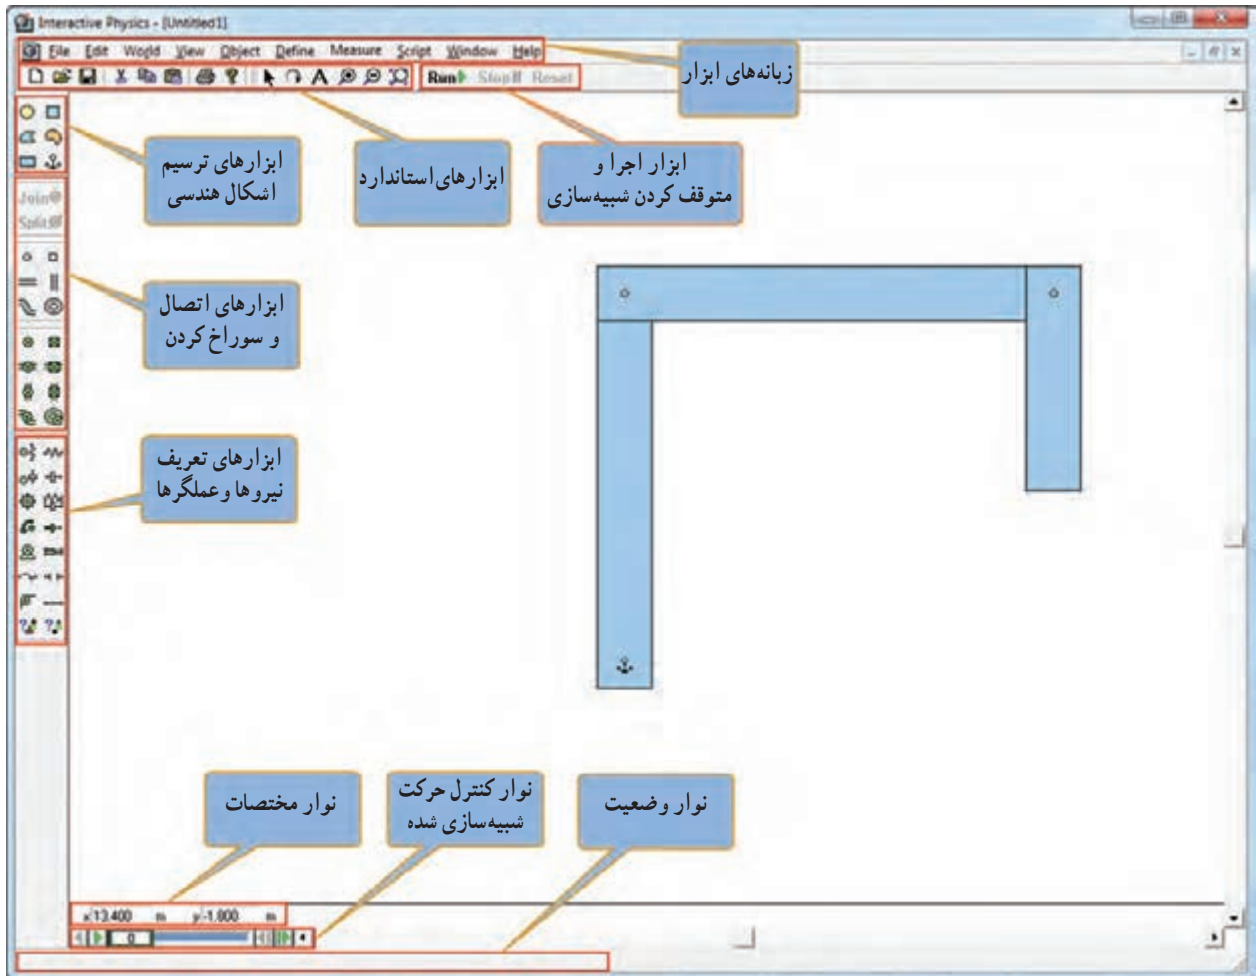 Interactive Physics - [Untitled1]
File Edit World View Object Define Measure Script Window Help
Run Stop Reset
زبانه‌های ابزار
ابزارهای ترسیم
اشکال هندسی
ابزارهای استاندارد
ابزار اجرا و
متوقف کردن شبیه‌سازی
Join
Split
ابزارهای اتصال
و سوراخ کردن
ابزارهای تعریف
نیروها وعملگرها
نوار مختصات
نوار کنترل حرکت
شبیه‌سازی شده
نوار وضعیت
x 13.400 m y -1.800 m
0